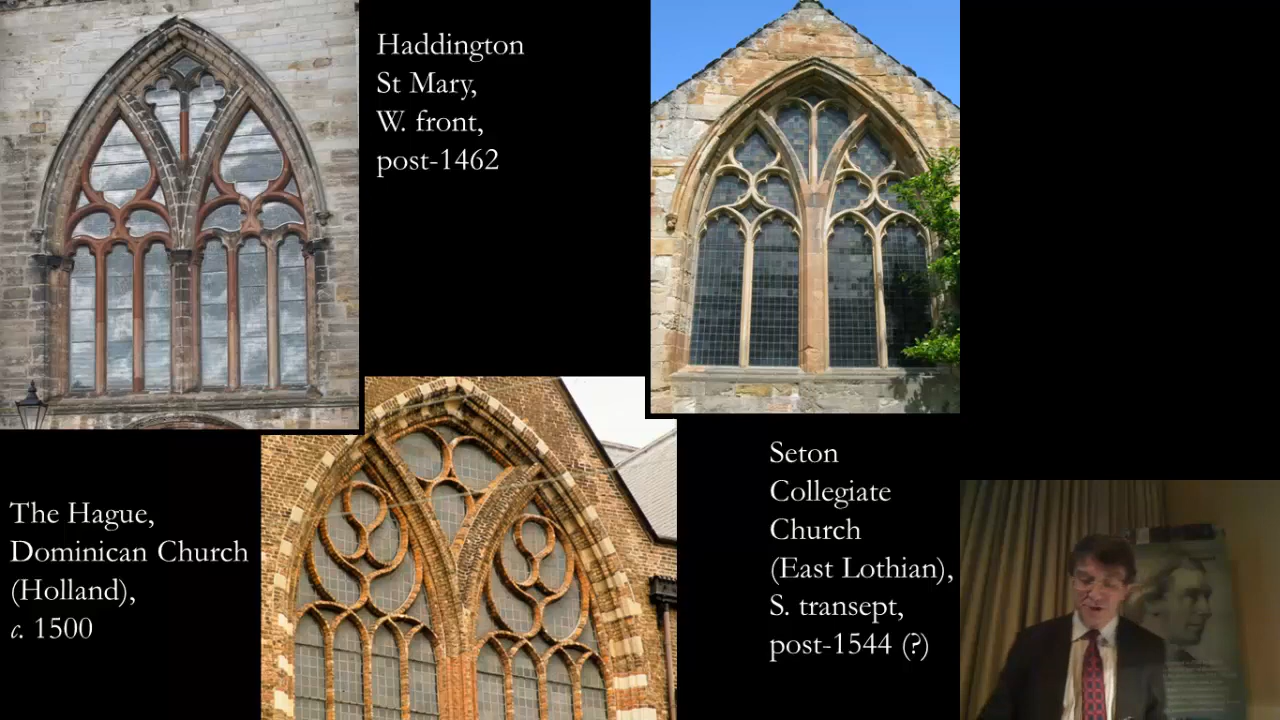 Haddington
St Mary,
W. front,
post-1462
The Hague,
Dominican Church
(Holland),
c. 1500
Seton
Collegiate
Church
(East Lothian),
S. transept,
post-1544 (?)